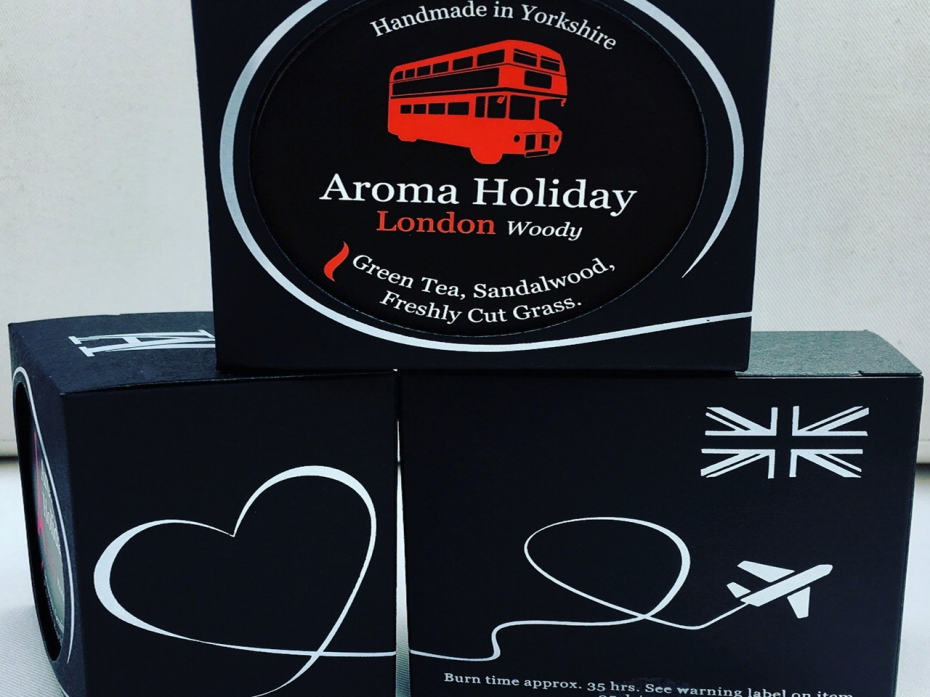 Handmade in Yorkshire
Aroma Holiday
London Woody
Green Tea, Sandalwood,
Freshly Cut Grass.
Burn time approx. 35 hrs. See warning label on item